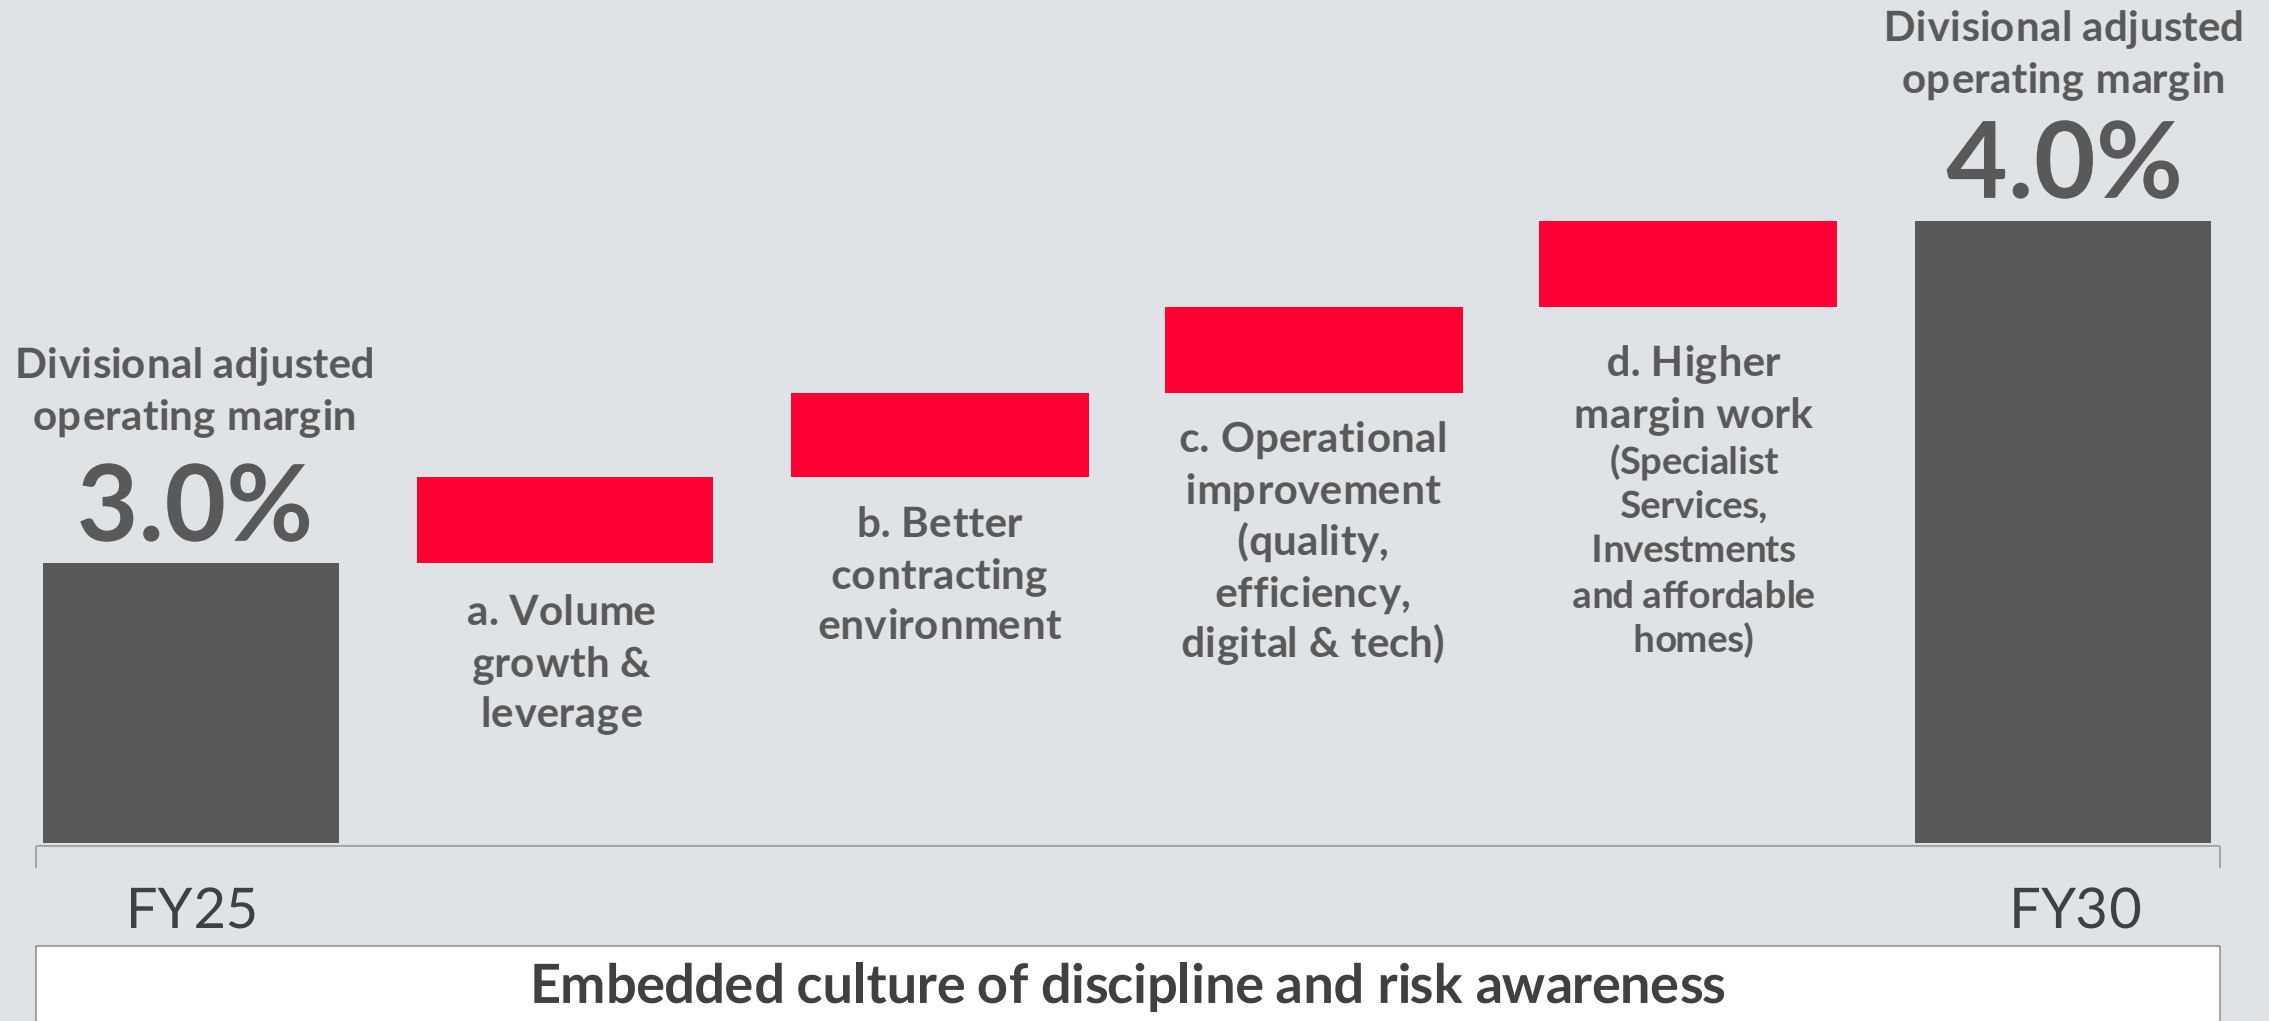 Divisional adjusted
operating margin
3.0%
a. Volume
growth &
leverage
b. Better
contracting
environment
c. Operational
improvement
(quality,
efficiency,
digital & tech)
d. Higher
margin work
(Specialist
Services,
Investments
and affordable
homes)
Divisional adjusted
operating margin
4.0%
FY25
FY30
Embedded culture of discipline and risk awareness